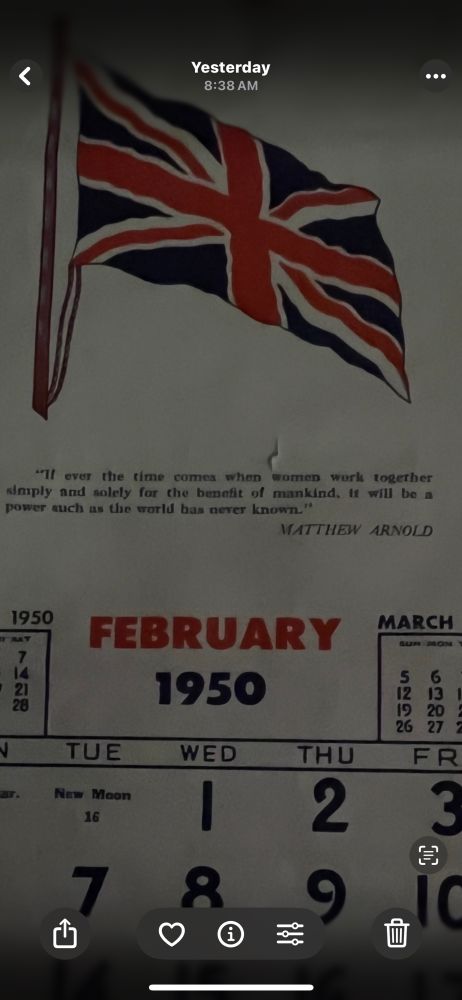 Yesterday
8:38 AM
"If ever the time comes when women work together
simply and solely for the benefit of mankind, it will be a
power such as the world has never known."
MATTHEW ARNOLD
1950
FEBRUARY
1950
MARCH
SAT
7
14
21
28
SUN MON
5 6
12 13
19 20
26 27
TUE WED THU FR
New Moon
16
1 2 3
7 8 9 10